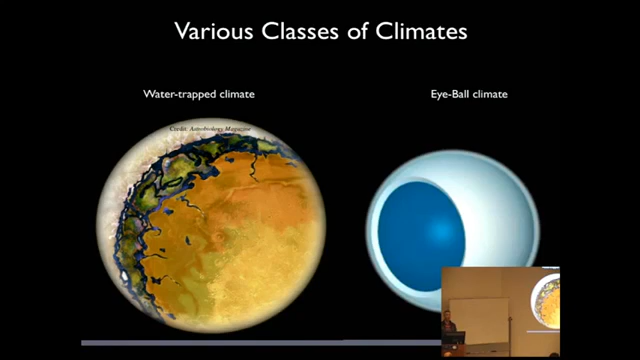 Various Classes of Climates
Water-trapped climate
Eye-Ball climate
Credit: Astrobiology Magazine